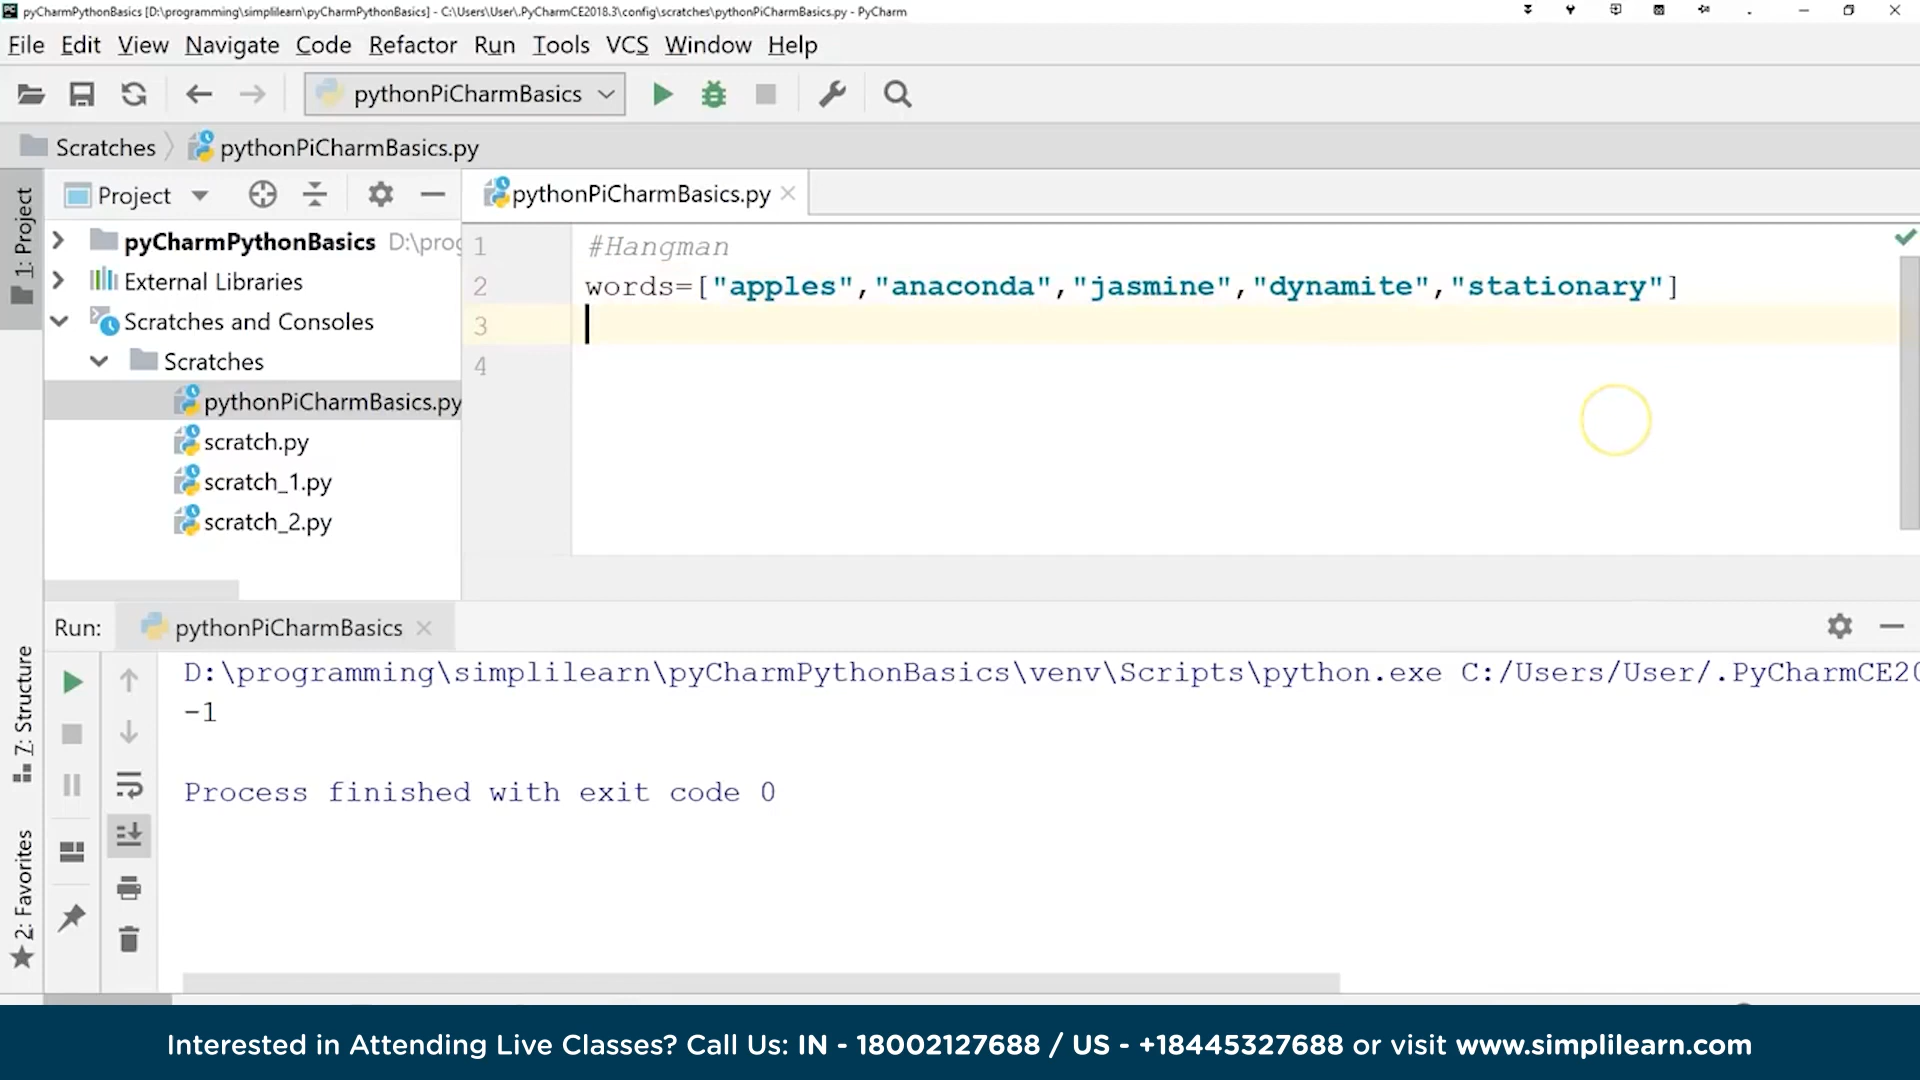 pyCharmPythonBasics [D:\programming\simplilearn\pyCharmPythonBasics] - C:\Users\User\.PyCharmCE2018.3\config\scratches\pythonPiCharmBasics.py - PyCharm
File Edit View Navigate Code Refactor Run Tools VCS Window Help
pythonPiCharmBasics
Scratches pythonPiCharmBasics.py
1: Project
Project
pythonPiCharmBasics.py
pyCharmPythonBasics D:\prog
External Libraries
Scratches and Consoles
Scratches
pythonPiCharmBasics.py
scratch.py
scratch_1.py
scratch_2.py
1 #Hangman
2 words=["apples","anaconda","jasmine","dynamite","stationary"]
3
4
Run: pythonPiCharmBasics
7: Structure
2: Favorites
D:\programming\simplilearn\pyCharmPythonBasics\venv\Scripts\python.exe C:/Users/User/.PyCharmCE20
-1
Process finished with exit code 0
Interested in Attending Live Classes? Call Us: IN - 18002127688 / US - +18445327688 or visit www.simplilearn.com